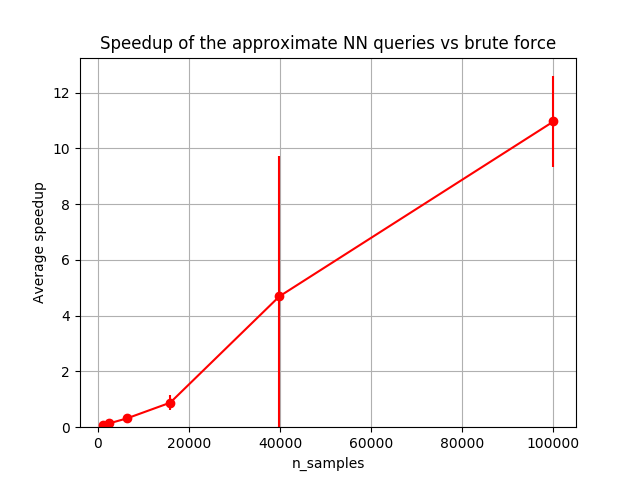 Speedup of the approximate NN queries vs brute force
Average speedup
12
10
8
6
4
2
0
0 20000 40000 60000 80000 100000
n_samples